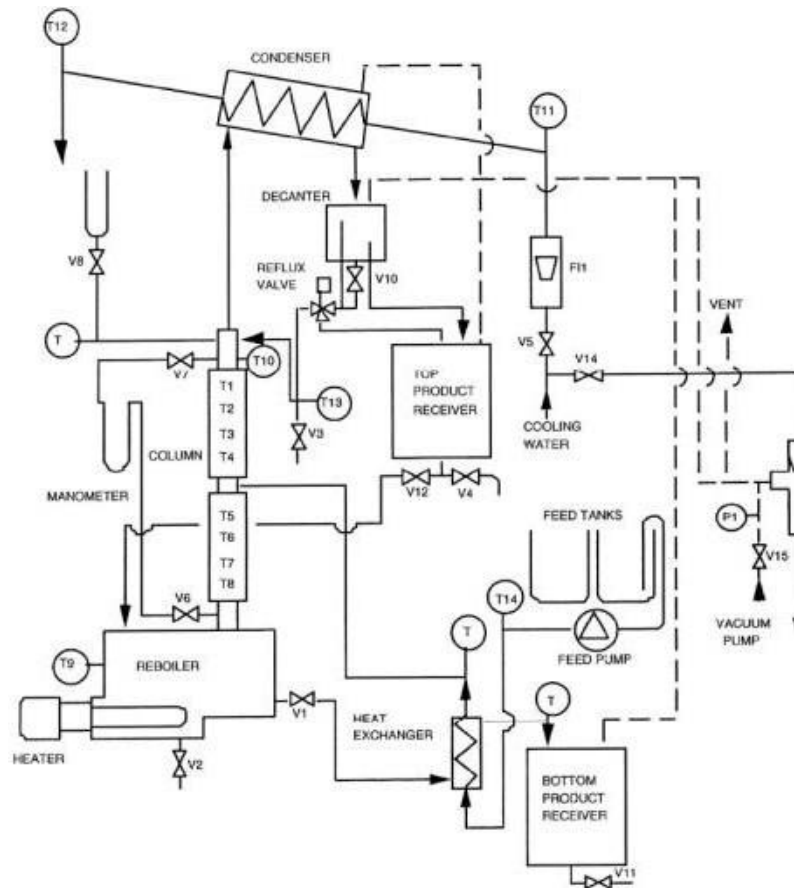 T12
CONDENSER
T11
DECANTER
V8
REFLUX
VALVE
V10
FI1
VENT
T
V5
V14
V7
T10
T1
T2
T3
T4
T13
TOP
PRODUCT
RECEIVER
COOLING
WATER
V3
COLUMN
MANOMETER
V12
V4
T5
T6
T7
T8
FEED TANKS
P1
V15
V6
T14
VACUUM
PUMP
T
FEED PUMP
T9
REBOILER
V1
HEAT
EXCHANGER
T
HEATER
V2
BOTTOM
PRODUCT
RECEIVER
V11